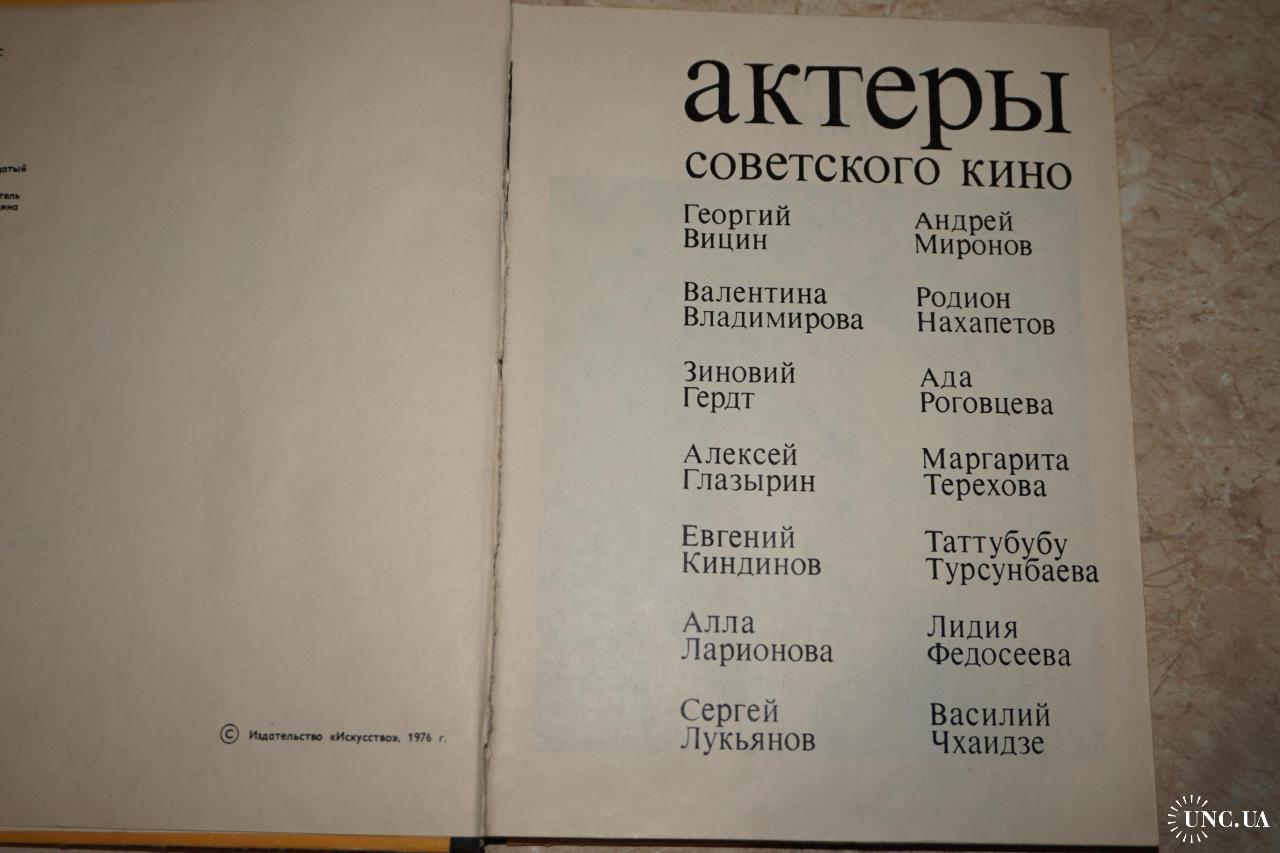 © Издательство «Искусство», 1976 г.
актеры
советского кино
Георгий
Вицин
Валентина
Владимирова
Зиновий
Гердт
Алексей
Глазырин
Евгений
Киндинов
Алла
Ларионова
Сергей
Лукьянов
Андрей
Миронов
Родион
Нахапетов
Ада
Роговцева
Маргарита
Терехова
Таттубубу
Турсунбаева
Лидия
Федосеева
Василий
Чхаидзе
UNC.UA